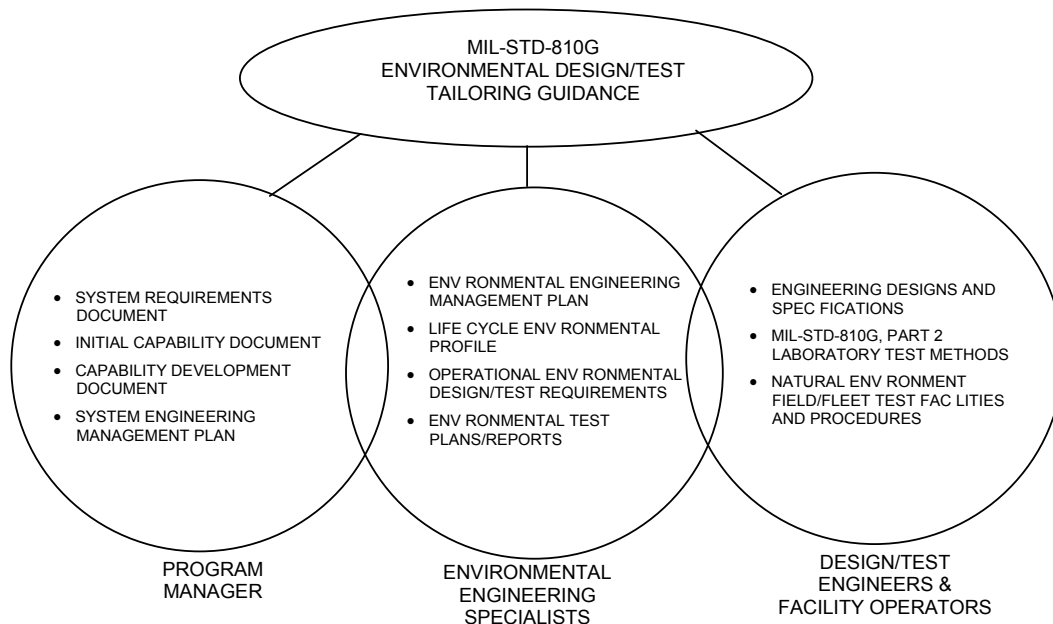 MIL-STD-810G
ENVIRONMENTAL DESIGN/TEST
TAILORING GUIDANCE
• SYSTEM REQUIREMENTS
DOCUMENT
• INITIAL CAPABILITY DOCUMENT
• CAPABILITY DEVELOPMENT
DOCUMENT
• SYSTEM ENGINEERING
MANAGEMENT PLAN
PROGRAM
MANAGER
• ENV RONMENTAL ENGINEERING
MANAGEMENT PLAN
• LIFE CYCLE ENV RONMENTAL
PROFILE
• OPERATIONAL ENV RONMENTAL
DESIGN/TEST REQUIREMENTS
• ENV RONMENTAL TEST
PLANS/REPORTS
ENVIRONMENTAL
ENGINEERING
SPECIALISTS
• ENGINEERING DESIGNS AND
SPEC FICATIONS
• MIL-STD-810G, PART 2
LABORATORY TEST METHODS
• NATURAL ENV RONMENT
FIELD/FLEET TEST FAC LITIES
AND PROCEDURES
DESIGN/TEST
ENGINEERS &
FACILITY OPERATORS